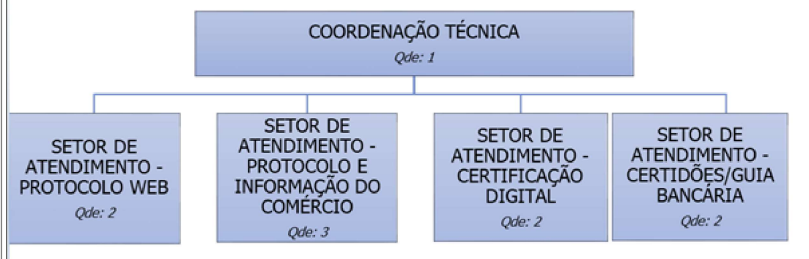 COORDENAÇÃO TÉCNICA
Qde: 1
SETOR DE
ATENDIMENTO -
PROTOCOLO WEB
Qde: 2
SETOR DE
ATENDIMENTO -
PROTOCOLO E
INFORMAÇÃO DO
COMÉRCIO
Qde: 3
SETOR DE
ATENDIMENTO -
CERTIFICAÇÃO
DIGITAL
Qde: 2
SETOR DE
ATENDIMENTO -
CERTIDÕES/GUIA
BANCÁRIA
Qde: 2